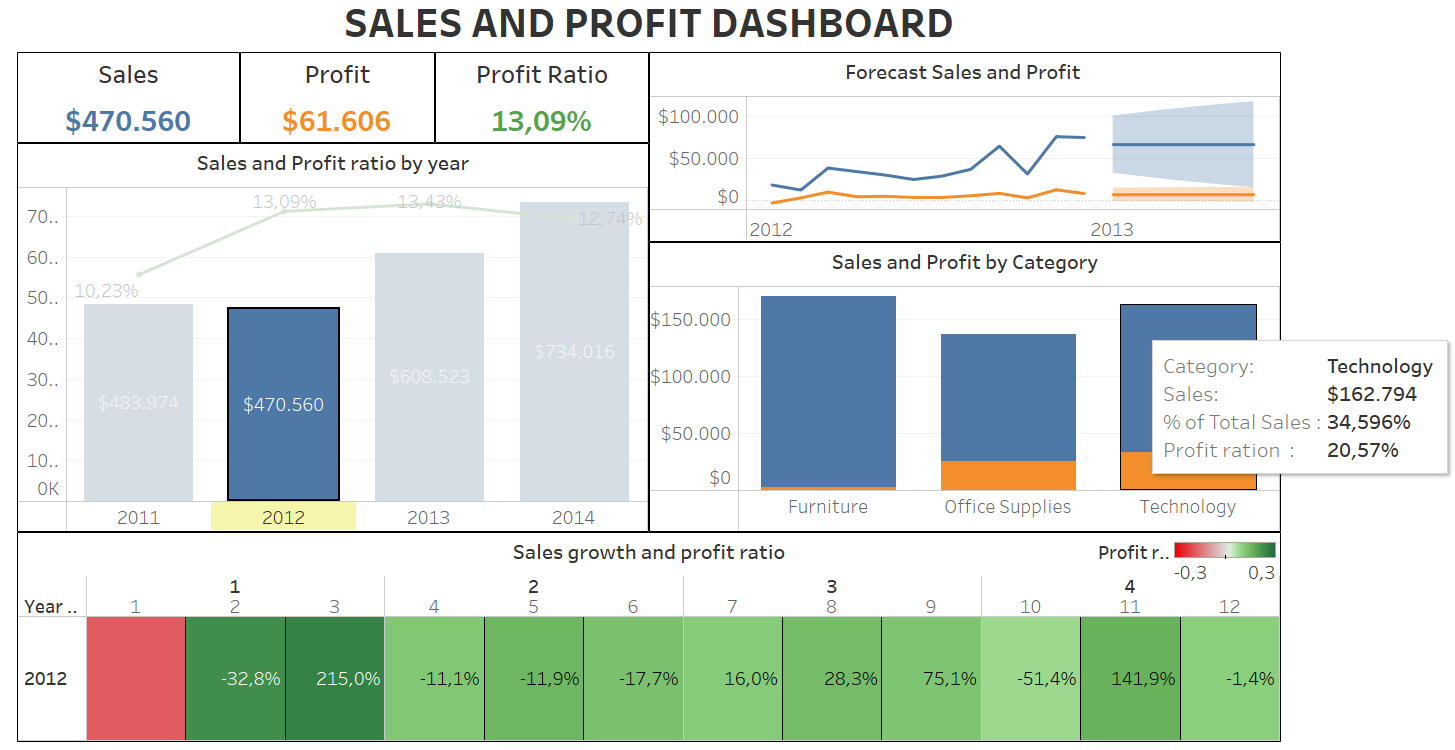 SALES AND PROFIT DASHBOARD
Sales
$470.560
Profit
$61.606
Profit Ratio
13,09%
Sales and Profit ratio by year
70..
60..
50..
40..
30..
20..
10..
0K
10,23%
13,09%
13,43%
12,74%
$483.974
$470.560
$608.523
$734.016
2011
2012
2013
2014
Forecast Sales and Profit
$100.000
$50.000
$0
2012
2013
Sales and Profit by Category
$150.000
$100.000
$50.000
$0
Furniture
Office Supplies
Technology
Category: Technology
Sales: $162.794
% of Total Sales : 34,596%
Profit ration : 20,57%
Sales growth and profit ratio
Profit r..
-0,3 0,3
1 2 3 4
Year .. 1 2 3 4 5 6 7 8 9 10 11 12
2012 -32,8% 215,0% -11,1% -11,9% -17,7% 16,0% 28,3% 75,1% -51,4% 141,9% -1,4%